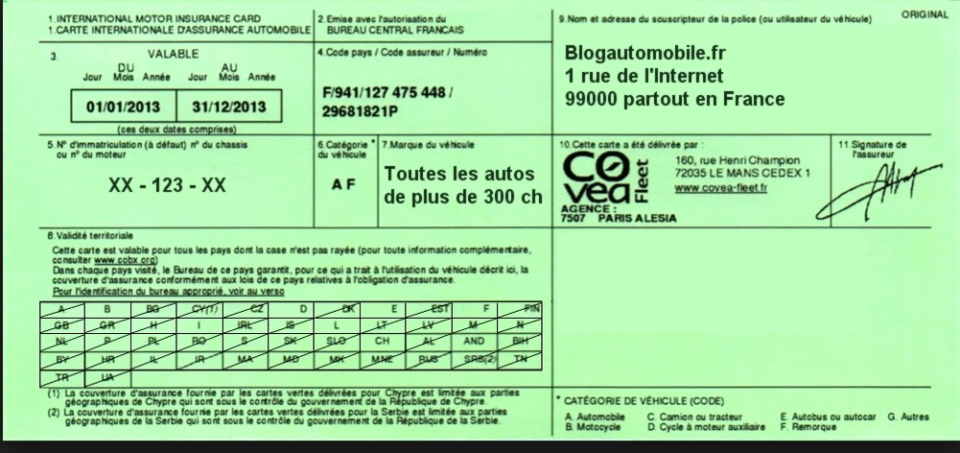 ORIGINAL
1.INTERNATIONAL MOTOR INSURANCE CARD
1.CARTE INTERNATIONALE D'ASSURANCE AUTOMOBILE
2.Emise avec l'autorisation du
BUREAU CENTRAL FRANCAIS
3.
VALABLE
DU AU
Jour Mois Année Jour Mois Année
01/01/2013 31/12/2013
(ces deux dates comprises)
4.Code pays / Code assureur / Numéro
F/941/127 475 448 /
29681821P
9.Nom et adresse du souscripteur de la police (ou utilisateur du véhicule)
Blogautomobile.fr
1 rue de l'Internet
99000 partout en France
5.N° d'immatriculation (à défaut) n° du chassis
ou n° du moteur
XX - 123 - XX
6.Catégorie *
du véhicule
A F
7.Marque du véhicule
Toutes les autos
de plus de 300 ch
10.Cette carte a été délivrée par :
COVEA Fleet
160, rue Henri Champion
72035 LE MANS CEDEX 1
www.covea-fleet.fr
AGENCE :
7507 PARIS ALESIA
11.Signature de
l'assureur
8.Validité territoriale
Cette carte est valable pour tous les pays dont la case n'est pas rayée (pour toute information complémentaire,
consulter www.cobx.org)
Dans chaque pays visité, le Bureau de ce pays garantit, pour ce qui a trait à l'utilisation du véhicule décrit ici, la
couverture d'assurance conformément aux lois de ce pays relatives à l'obligation d'assurance.
Pour l'identification du bureau approprié, voir au verso
A B BG CY(1) CZ D DK E EST F FIN
GB GR H I IRL IS L LT LV M N
NL P PL RO S SK SLO CH AL AND BIH
BY HR IL IR MA MD MK MNE RUS SRB(2) TN
TR UA
(1) La couverture d'assurance fournie par les cartes vertes délivrées pour Chypre est limitée aux parties
géographiques de Chypre qui sont sous le contrôle du gouvernement de la République de Chypre.
(2) La couverture d'assurance fournie par les cartes vertes délivrées pour la Serbie est limitée aux parties
géographiques de la Serbie qui sont sous le contrôle du gouvernement de la République de la Serbie.
* CATÉGORIE DE VÉHICULE (CODE)
A. Automobile C. Camion ou tracteur E. Autobus ou autocar G. Autres
B. Motocycle D. Cycle à moteur auxiliaire F. Remorque